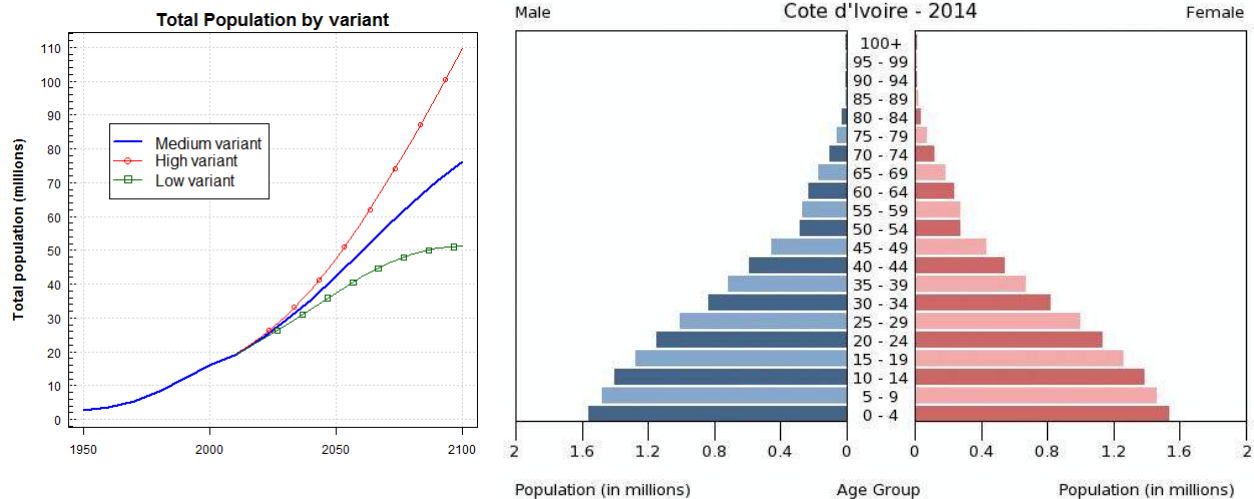 Total Population by variant
Total population (millions)
110
100
90
80
70
60
50
40
30
20
10
0
1950
2000
2050
2100
Medium variant
High variant
Low variant
Male
Cote d'Ivoire - 2014
Female
100+
95 - 99
90 - 94
85 - 89
80 - 84
75 - 79
70 - 74
65 - 69
60 - 64
55 - 59
50 - 54
45 - 49
40 - 44
35 - 39
30 - 34
25 - 29
20 - 24
15 - 19
10 - 14
5 - 9
0 - 4
2 1.6 1.2 0.8 0.4 0 0 0.4 0.8 1.2 1.6 2
Population (in millions) Age Group Population (in millions)